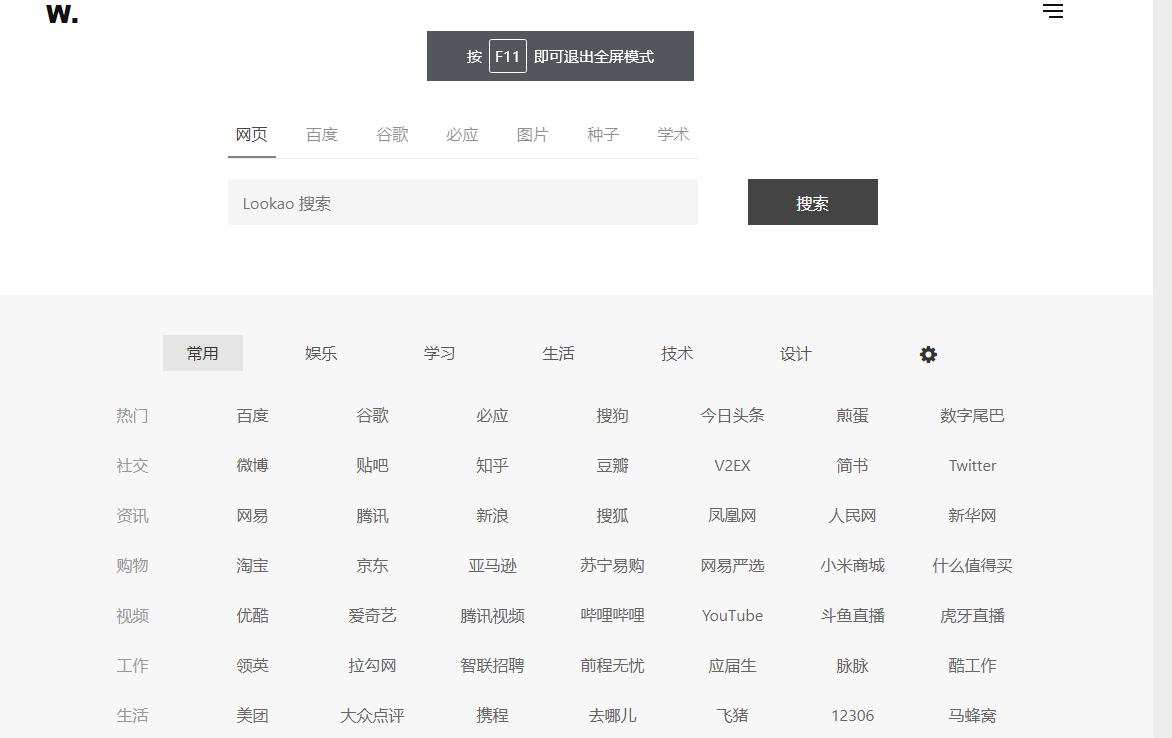 W.
按 F11 即可退出全屏模式
网页 百度 谷歌 必应 图片 种子 学术
Lookao 搜索 搜索
常用 娱乐 学习 生活 技术 设计
热门 百度 谷歌 必应 搜狗 今日头条 煎蛋 数字尾巴
社交 微博 贴吧 知乎 豆瓣 V2EX 简书 Twitter
资讯 网易 腾讯 新浪 搜狐 凤凰网 人民网 新华网
购物 淘宝 京东 亚马逊 苏宁易购 网易严选 小米商城 什么值得买
视频 优酷 爱奇艺 腾讯视频 哔哩哔哩 YouTube 斗鱼直播 虎牙直播
工作 领英 拉勾网 智联招聘 前程无忧 应届生 脉脉 酷工作
生活 美团 大众点评 携程 去哪儿 飞猪 12306 马蜂窝